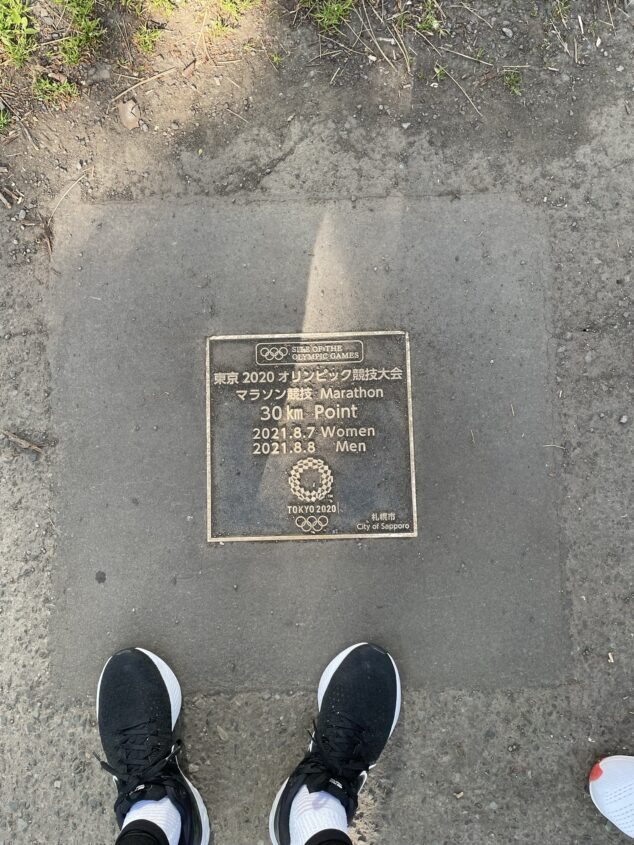 SITE OF THE
OLYMPIC GAMES
東京 2020 オリンピック競技大会
マラソン競技 Marathon
30㎞ Point
2021.8.7 Women
2021.8.8 Men
TOKYO 2020
札幌市
City of Sapporo